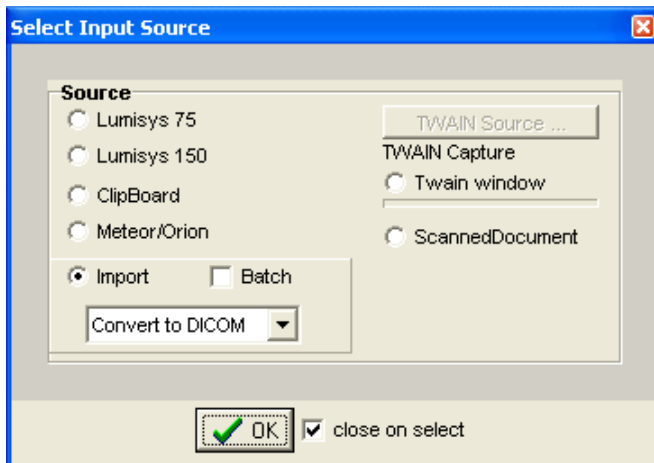 Select Input Source
Source
Lumisys 75
Lumisys 150
ClipBoard
Meteor/Orion
Import
Batch
Convert to DICOM
TWAIN Source ...
TWAIN Capture
Twain window
ScannedDocument
OK
close on select